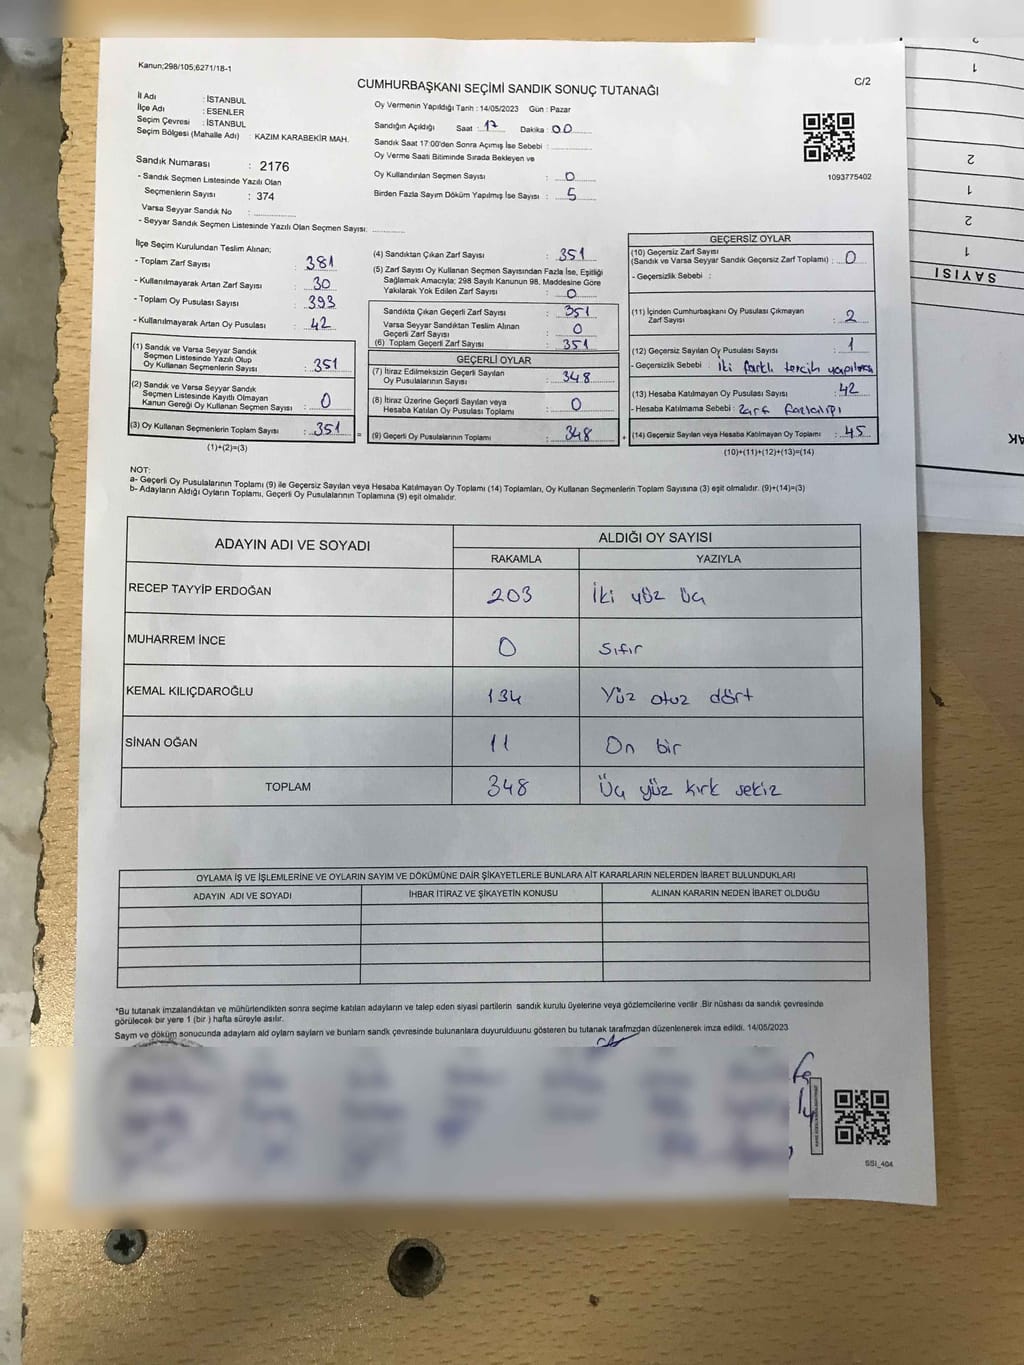 Kanun;298/105;6271/18-1
CUMHURBAŞKANI SEÇİMİ SANDIK SONUÇ TUTANAĞI
C/2
İl Adı : İSTANBUL
İlçe Adı : ESENLER
Seçim Çevresi : İSTANBUL
Seçim Bölgesi (Mahalle Adı) : KAZIM KARABEKİR MAH.
Sandık Numarası : 2176
- Sandık Seçmen Listesinde Yazılı Olan
Seçmenlerin Sayısı : 374
Varsa Seyyar Sandık No :
- Seyyar Sandık Seçmen Listesinde Yazılı Olan Seçmen Sayısı:
Oy Vermenin Yapıldığı Tarih : 14/05/2023 Gün : Pazar
Sandığın Açıldığı Saat : 17 Dakika : 00
Sandık Saat 17:00'den Sonra Açımış İse Sebebi :
Oy Verme Saati Bitiminde Sırada Bekleyen ve
Oy Kullandırılan Seçmen Sayısı : 0
Birden Fazla Sayım Döküm Yapılmış İse Sayısı : 5
1093775402
İlçe Seçim Kurulundan Teslim Alınan;
- Toplam Zarf Sayısı : 381
- Kullanılmayarak Artan Zarf Sayısı : 30
- Toplam Oy Pusulası Sayısı : 393
- Kullanılmayarak Artan Oy Pusulası : 42
(1) Sandık ve Varsa Seyyar Sandık
Seçmen Listesinde Yazılı Olup
Oy Kullanan Seçmenlerin Sayısı : 351
(2) Sandık ve Varsa Seyyar Sandık
Seçmen Listesinde Kayıtlı Olmayan
Kanun Gereği Oy Kullanan Seçmen Sayısı : 0
(3) Oy Kullanan Seçmenlerin Toplam Sayısı : 351 =
(1)+(2)=(3)
(4) Sandıktan Çıkan Zarf Sayısı : 351
(5) Zarf Sayısı Oy Kullanan Seçmen Sayısından Fazla İse, Eşitliği
Sağlamak Amacıyla; 298 Sayılı Kanunun 98. Maddesine Göre
Yakılarak Yok Edilen Zarf Sayısı : 0
Sandıkta Çıkan Geçerli Zarf Sayısı : 351
Varsa Seyyar Sandıktan Teslim Alınan
Geçerli Zarf Sayısı : 0
(6) Toplam Geçerli Zarf Sayısı : 351
GEÇERLİ OYLAR
(7) İtiraz Edilmeksizin Geçerli Sayılan
Oy Pusulalarının Sayısı : 348
(8) İtiraz Üzerine Geçerli Sayılan veya
Hesaba Katılan Oy Pusulası Toplamı : 0
(9) Geçerli Oy Pusulalarının Toplamı : 348 +
GEÇERSİZ OYLAR
(10) Geçersiz Zarf Sayısı
(Sandık ve Varsa Seyyar Sandık Geçersiz Zarf Toplamı) : 0
- Geçersizlik Sebebi :
(11) İçinden Cumhurbaşkanı Oy Pusulası Çıkmayan
Zarf Sayısı : 2
(12) Geçersiz Sayılan Oy Pusulası Sayısı : 1
- Geçersizlik Sebebi : İki farklı tercih yapılması
(13) Hesaba Katılmayan Oy Pusulası Sayısı : 42
- Hesaba Katılmama Sebebi : zarf fazlalığı
(14) Geçersiz Sayılan veya Hesaba Katılmayan Oy Toplamı : 45
(10)+(11)+(12)+(13)=(14)
NOT:
a- Geçerli Oy Pusulalarının Toplamı (9) ile Geçersiz Sayılan veya Hesaba Katılmayan Oy Toplamı (14) Toplamları, Oy Kullanan Seçmenlerin Toplam Sayısına (3) eşit olmalıdır. (9)+(14)=(3)
b- Adayların Aldığı Oyların Toplamı, Geçerli Oy Pusulalarının Toplamına (9) eşit olmalıdır.
ADAYIN ADI VE SOYADI
ALDIĞI OY SAYISI
RAKAMLA YAZIYLA
RECEP TAYYİP ERDOĞAN 203 İki yüz Üç
MUHARREM İNCE 0 Sıfır
KEMAL KILIÇDAROĞLU 134 Yüz otuz dört
SİNAN OĞAN 11 On bir
TOPLAM 348 Üç yüz kırk sekiz
OYLAMA İŞ VE İŞLEMLERİNE VE OYLARIN SAYIM VE DÖKÜMÜNE DAİR ŞİKAYETLERLE BUNLARA AİT KARARLARIN NELERDEN İBARET BULUNDUKLARI
ADAYIN ADI VE SOYADI İHBAR İTİRAZ VE ŞİKAYETİN KONUSU ALINAN KARARIN NEDEN İBARET OLDUĞU
*Bu tutanak imzalandıktan ve mühürlendikten sonra seçime katılan adayların ve talep eden siyasi partilerin sandık kurulu üyelerine veya gözlemcilerine verilir .Bir nüshası da sandık çevresinde
görülecek bir yere 1 (bir ) hafta süreyle asılır.
Saym ve döküm sonucunda adayların ald oyların sayları ve bunların sandk çevresinde bulunanlara duyurulduunu gösteren bu tutanak tarafmzdan düzenlenerek imza edildi. 14/05/2023
SSI_404
SAYISI
1
2
1
2
1
2